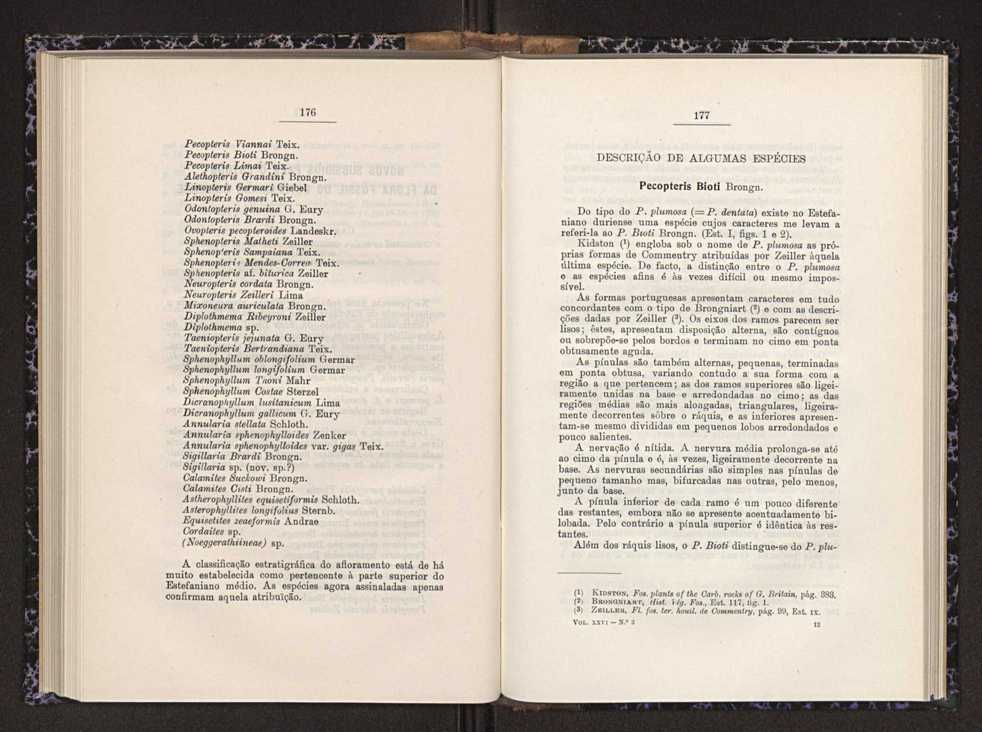 176
Pecopteris Viannai Teix.
Pecopteris Bioti Brongn.
Pecopteris Limai Teix.
Alethopteris Grandini Brongn.
Linopteris Germari Giebel
Linopteris Gomesi Teix.
Odontopteris genuina G. Eury
Odontopteris Brardi Brongn.
Ovopteris pecopteroides Landeskr.
Sphenopteris Matheti Zeiller
Sphenop'eris Sampaiana Teix.
Sphenopteris Mendes-Correæ Teix.
Sphenopteris af. biturica Zeiller
Neuropteris cordata Brongn.
Neuropteris Zeilleri Lima
Mixoneura auriculata Brongn.
Diplothmema Ribeyroni Zeiller
Diplothmema sp.
Taeniopteris jejunata G. Eury
Taeniopteris Bertrandiana Teix.
Sphenophyllum oblongifolium Germar
Sphenophyllum longifolium Germar
Sphenophyllum Thoni Mahr
Sphenophyllum Costae Sterzel
Dicranophyllum lusitanicum Lima
Dicranophyllum gallicum G. Eury
Annularia stellata Schloth.
Annularia sphenophylloides Zenker
Annularia sphenophylloides var. gigas Teix.
Sigillaria Brardi Brongn.
Sigillaria sp. (nov. sp.?)
Calamites Suckowi Brongn.
Calamites Cisti Brongn.
Astherophyllites equisetiformis Schloth.
Asterophyllites longifolius Sternb.
Equisetites zeaeformis Andrae
Cordaites sp.
(Noeggerathiineae) sp.
A classificação estratigráfica do afloramento está de há
muito estabelecida como pertencente à parte superior do
Estefaniano médio. As espécies agora assinaladas apenas
confirmam aquela atribuïção.
177
DESCRIÇÃO DE ALGUMAS ESPÉCIES
Pecopteris Bioti Brongn.
Do tipo do P. plumosa (= P. dentata) existe no Estefa-
niano duriense uma espécie cujos caracteres me levam a
referi-la ao P. Bioti Brongn. (Est. I, figs. 1 e 2).
Kidston (1) engloba sob o nome de P. plumosa as pró-
prias formas de Commentry atribuídas por Zeiller àquela
última espécie. De facto, a distinção entre o P. plumosa
e as espécies afins é às vezes difícil ou mesmo impos-
sível.
As formas portuguesas apresentam caracteres em tudo
concordantes com o tipo de Brongniart (2) e com as descri-
ções dadas por Zeiller (3). Os eixos dos ramos parecem ser
lisos; êstes, apresentam disposição alterna, são contíguos
ou sobrepõe-se pelos bordos e terminam no cimo em ponta
obtusamente aguda.
As pínulas são também alternas, pequenas, terminadas
em ponta obtusa, variando contudo a sua forma com a
região a que pertencem; as dos ramos superiores são ligei-
ramente unidas na base e arredondadas no cimo; as das
regiões médias são mais alongadas, triangulares, ligeira-
mente decorrentes sôbre o ráquis, e as inferiores apresen-
tam-se mesmo divididas em pequenos lobos arredondados e
pouco salientes.
A nervação é nítida. A nervura média prolonga-se até
ao cimo da pínula e é, às vezes, ligeiramente decorrente na
base. As nervuras secundárias são simples nas pínulas de
pequeno tamanho mas, bifurcadas nas outras, pelo menos,
junto da base.
A pínula inferior de cada ramo é um pouco diferente
das restantes, embora não se apresente acentuadamente bi-
lobada. Pelo contrário a pínula superior é idêntica às res-
tantes.
Além dos ráquis lisos, o P. Bioti distingue-se do P. plu-
(1) KIDSTON, Fos. plants of the Carb. rocks of G. Britain, pág. 383.
(2) BRONGNIART, Hist. Vég. Fos., Est. 117, fig. 1.
(3) ZEILLER, Fl. fos. ter. houil. de Commentry, pág. 99, Est. IX.
VOL. XXVI — N.º 3
12